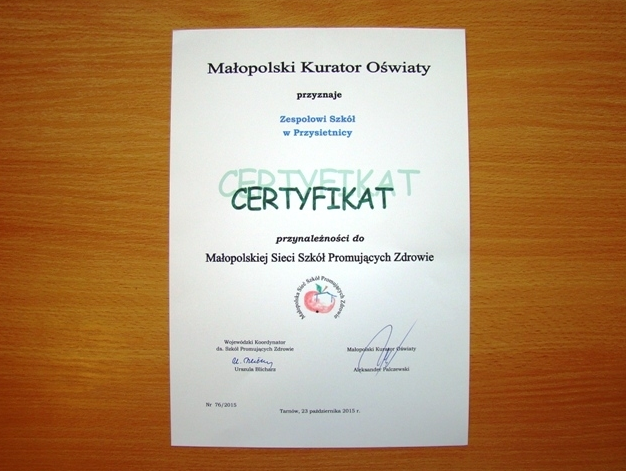 Małopolski Kurator Oświaty
przyznaje
Zespołowi Szkół
w Przysietnicy
CERTYFIKAT
CERTYFIKAT
przynależności do
Małopolskiej Sieci Szkół Promujących Zdrowie
Małopolska Sieć Szkół Promujących Zdrowie
Wojewódzki Koordynator
ds. Szkół Promujących Zdrowie
Urszula Blicharz
Małopolski Kurator Oświaty
Aleksander Palczewski
Nr 76/2015
Tarnów, 23 października 2015 r.